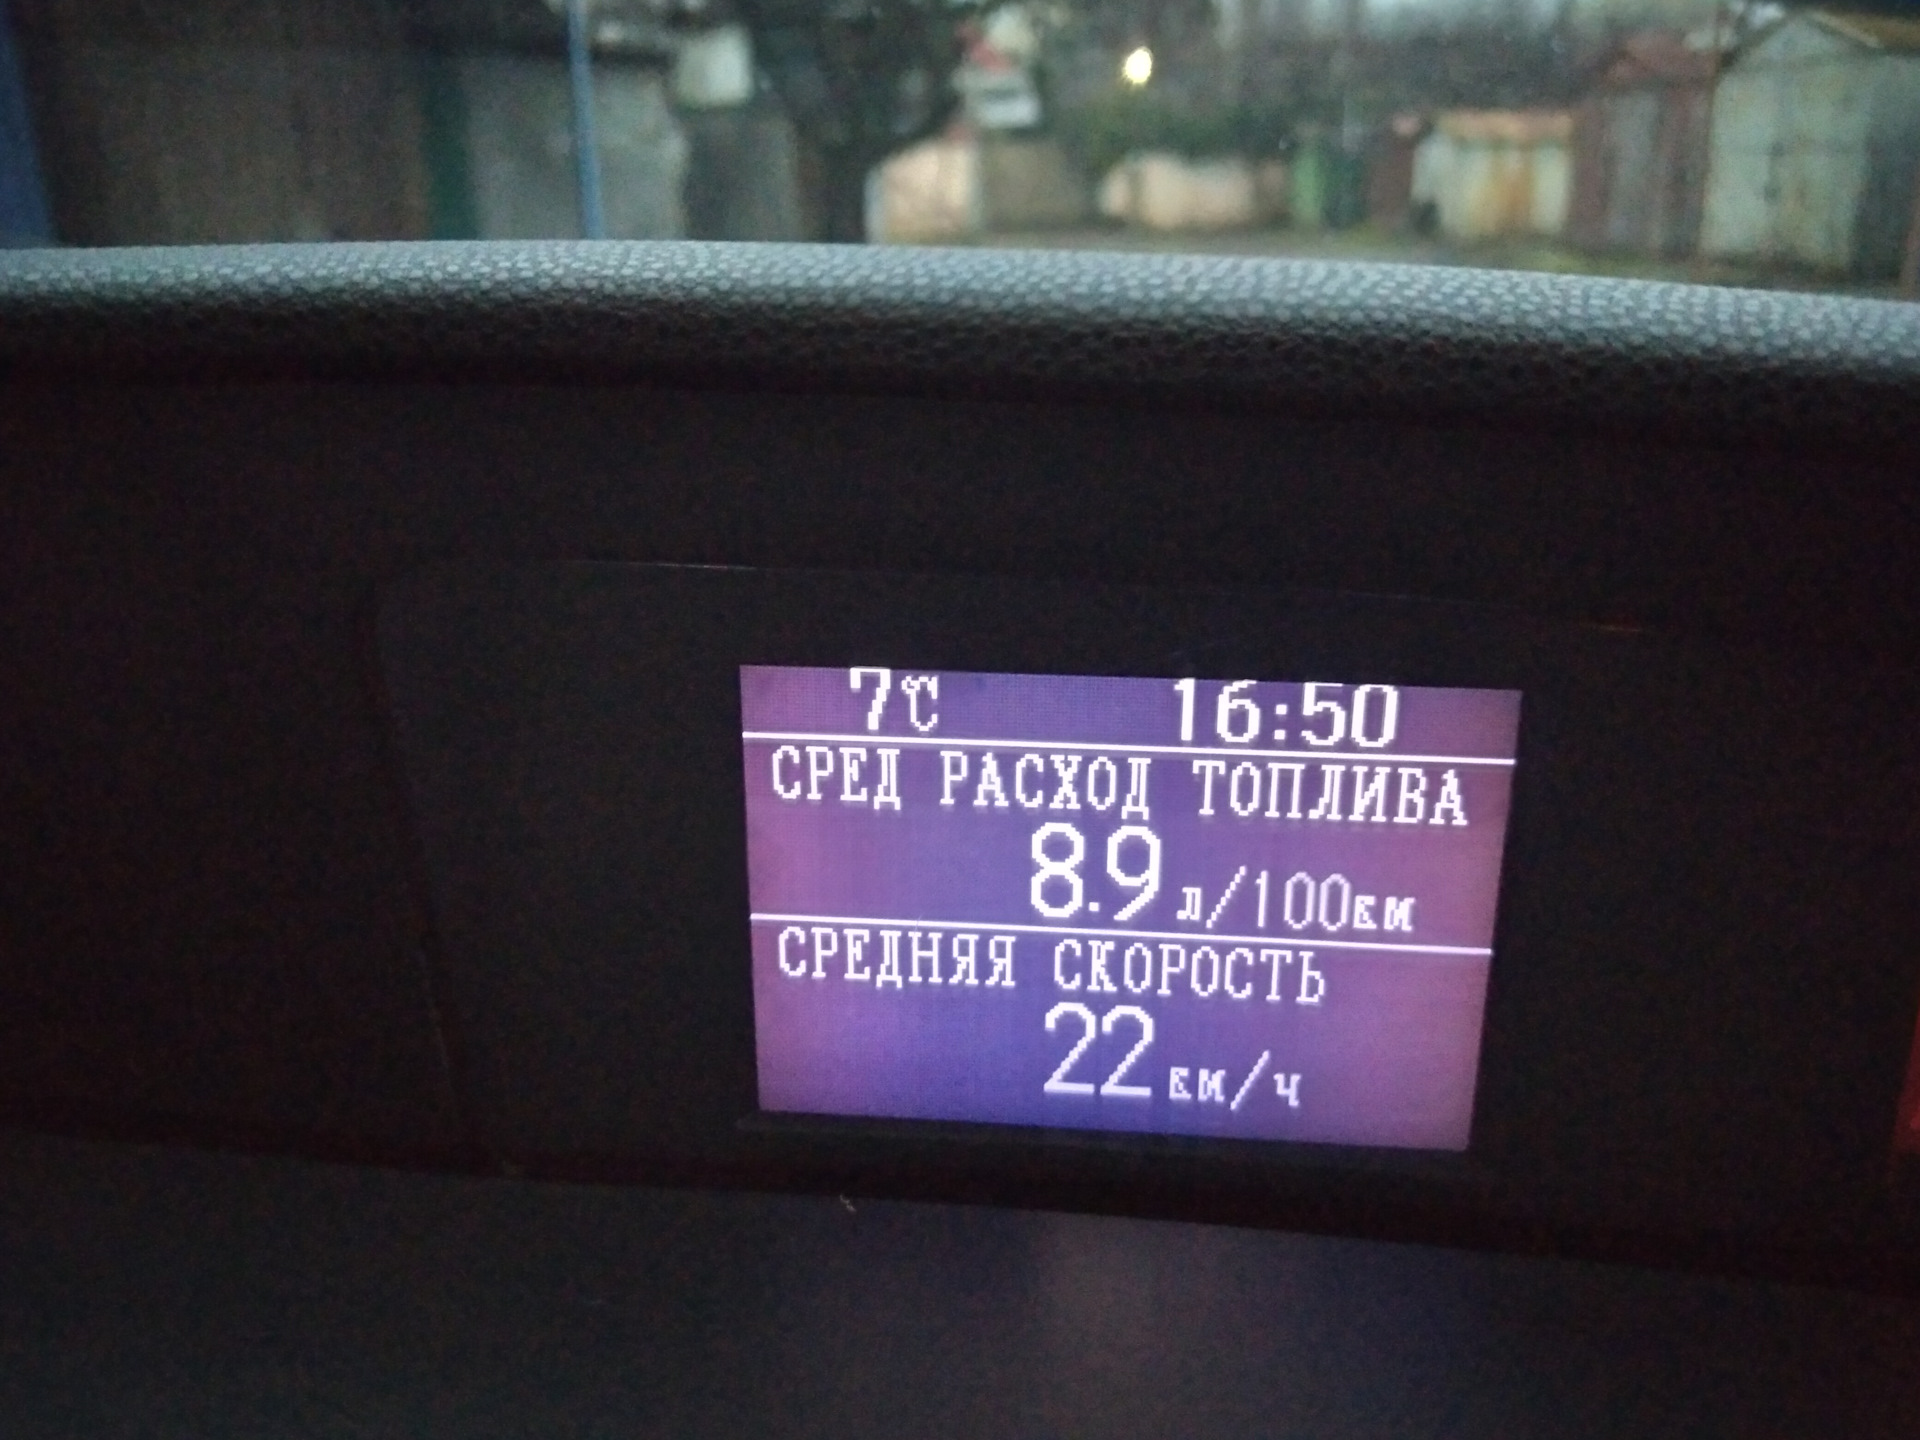 7℃ 16:50
СРЕД РАСХОД ТОПЛИВА
8.9 л/100км
СРЕДНЯЯ СКОРОСТЬ
22 км/ч